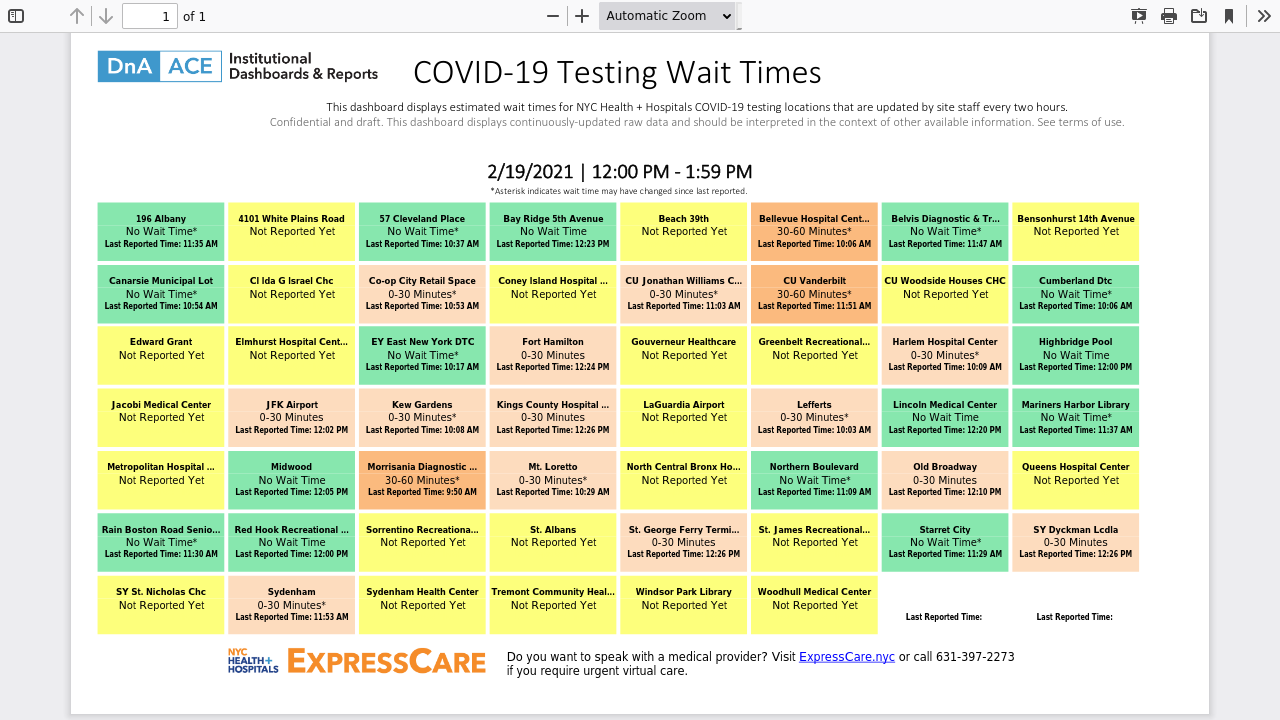 1 of 1 Automatic Zoom
DnA ACE Institutional
Dashboards & Reports
COVID-19 Testing Wait Times
This dashboard displays estimated wait times for NYC Health + Hospitals COVID-19 testing locations that are updated by site staff every two hours.
Confidential and draft. This dashboard displays continuously-updated raw data and should be interpreted in the context of other available information. See terms of use.
2/19/2021 | 12:00 PM - 1:59 PM
*Asterisk indicates wait time may have changed since last reported.
196 Albany
No Wait Time*
Last Reported Time: 11:35 AM
4101 White Plains Road
Not Reported Yet
57 Cleveland Place
No Wait Time*
Last Reported Time: 10:37 AM
Bay Ridge 5th Avenue
No Wait Time
Last Reported Time: 12:23 PM
Beach 39th
Not Reported Yet
Bellevue Hospital Cent...
30-60 Minutes*
Last Reported Time: 10:06 AM
Belvis Diagnostic & Tr...
No Wait Time*
Last Reported Time: 11:47 AM
Bensonhurst 14th Avenue
Not Reported Yet
Canarsie Municipal Lot
No Wait Time*
Last Reported Time: 10:54 AM
Cl Ida G Israel Chc
Not Reported Yet
Co-op City Retail Space
0-30 Minutes*
Last Reported Time: 10:53 AM
Coney Island Hospital ...
Not Reported Yet
CU Jonathan Williams C...
0-30 Minutes*
Last Reported Time: 11:03 AM
CU Vanderbilt
30-60 Minutes*
Last Reported Time: 11:51 AM
CU Woodside Houses CHC
Not Reported Yet
Cumberland Dtc
No Wait Time*
Last Reported Time: 10:06 AM
Edward Grant
Not Reported Yet
Elmhurst Hospital Cent...
Not Reported Yet
EY East New York DTC
No Wait Time*
Last Reported Time: 10:17 AM
Fort Hamilton
0-30 Minutes
Last Reported Time: 12:24 PM
Gouverneur Healthcare
Not Reported Yet
Greenbelt Recreational...
Not Reported Yet
Harlem Hospital Center
0-30 Minutes*
Last Reported Time: 10:09 AM
Highbridge Pool
No Wait Time
Last Reported Time: 12:00 PM
Jacobi Medical Center
Not Reported Yet
JFK Airport
0-30 Minutes
Last Reported Time: 12:02 PM
Kew Gardens
0-30 Minutes*
Last Reported Time: 10:08 AM
Kings County Hospital ...
0-30 Minutes
Last Reported Time: 12:26 PM
LaGuardia Airport
Not Reported Yet
Lefferts
0-30 Minutes*
Last Reported Time: 10:03 AM
Lincoln Medical Center
No Wait Time
Last Reported Time: 12:20 PM
Mariners Harbor Library
No Wait Time*
Last Reported Time: 11:37 AM
Metropolitan Hospital ...
Not Reported Yet
Midwood
No Wait Time
Last Reported Time: 12:05 PM
Morrisania Diagnostic ...
30-60 Minutes*
Last Reported Time: 9:50 AM
Mt. Loretto
0-30 Minutes*
Last Reported Time: 10:29 AM
North Central Bronx Ho...
Not Reported Yet
Northern Boulevard
No Wait Time*
Last Reported Time: 11:09 AM
Old Broadway
0-30 Minutes
Last Reported Time: 12:10 PM
Queens Hospital Center
Not Reported Yet
Rain Boston Road Senio...
No Wait Time*
Last Reported Time: 11:30 AM
Red Hook Recreational ...
No Wait Time
Last Reported Time: 12:00 PM
Sorrentino Recreationa...
Not Reported Yet
St. Albans
Not Reported Yet
St. George Ferry Termi...
0-30 Minutes
Last Reported Time: 12:26 PM
St. James Recreational...
Not Reported Yet
Starret City
No Wait Time*
Last Reported Time: 11:29 AM
SY Dyckman Lcdla
0-30 Minutes
Last Reported Time: 12:26 PM
SY St. Nicholas Chc
Not Reported Yet
Sydenham
0-30 Minutes*
Last Reported Time: 11:53 AM
Sydenham Health Center
Not Reported Yet
Tremont Community Heal...
Not Reported Yet
Windsor Park Library
Not Reported Yet
Woodhull Medical Center
Not Reported Yet
Last Reported Time:
Last Reported Time:
NYC
HEALTH+
HOSPITALS
EXPRESSCARE
Do you want to speak with a medical provider? Visit ExpressCare.nyc or call 631-397-2273
if you require urgent virtual care.